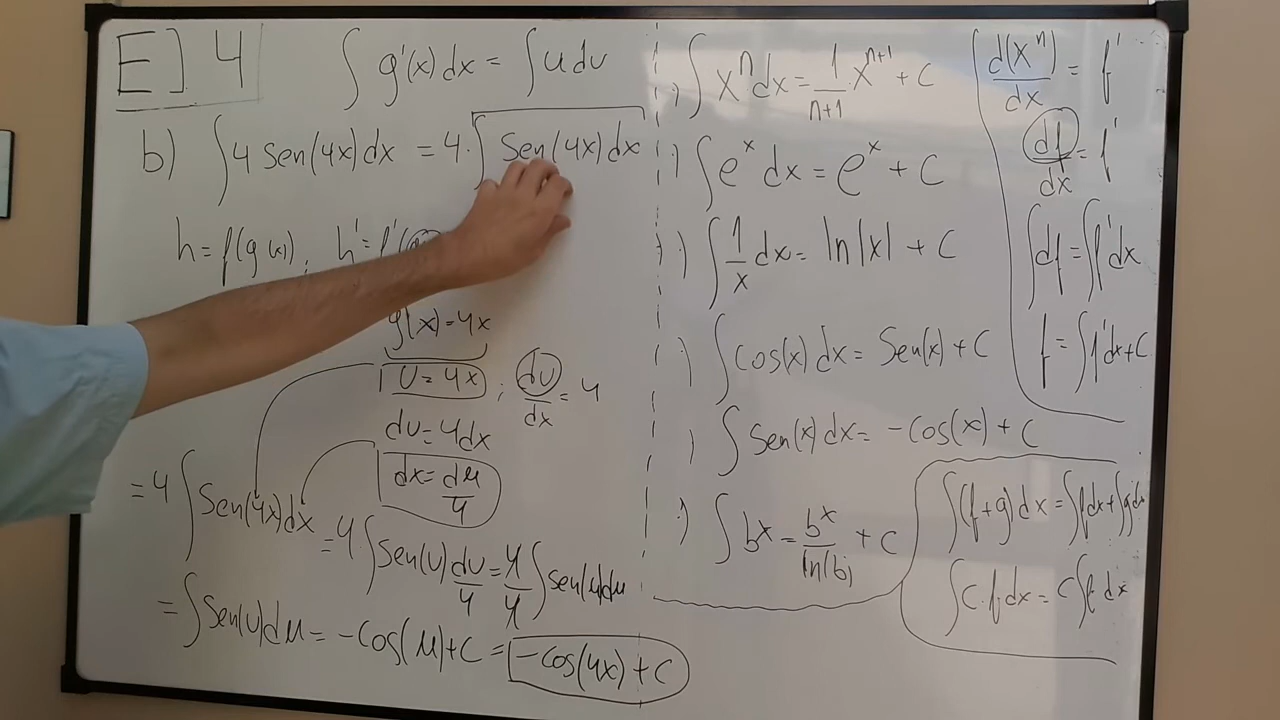 E] 4
∫ g'(x)dx = ∫ u du
b) ∫ 4 Sen(4x)dx = 4·∫ Sen(4x)dx
h=f(g(x)); h'=f'(
g(x)=4x
U=4x ; du/dx = 4
du=4dx
dx=du/4
=4∫Sen(4x)dx
=4·∫Sen(u)du/4=4/4∫sen(u)du
=∫Sen(u)du=-cos(u)+C=-cos(4x)+C
·) ∫x^n dx=1/(n+1)·x^(n+1)+C
·) ∫e^x dx=e^x+C
·) ∫1/x dx=ln|x|+C
·) ∫cos(x)dx=Sen(x)+C
·) ∫Sen(x)dx=-cos(x)+C
·) ∫b^x=b^x/ln(b)+C
d(x^n)/dx=f'
df/dx=f'
∫df=∫f'dx
f=∫f'dx+C
∫(f+g)dx=∫fdx+∫gdx
∫C·f·dx=C∫f dx